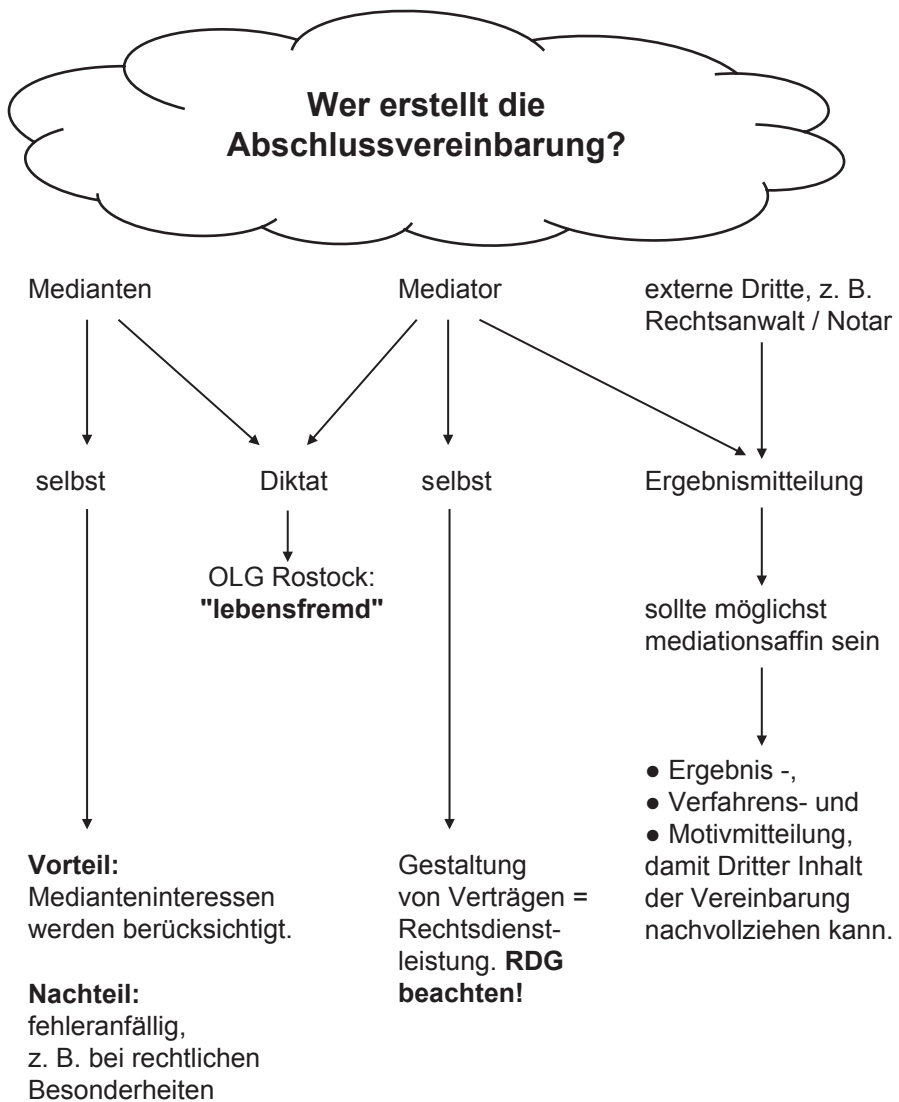 Wer erstellt die
Abschlussvereinbarung?
Medianten
Mediator
externe Dritte, z. B.
Rechtsanwalt / Notar
selbst
Diktat
selbst
Ergebnismitteilung
OLG Rostock:
"lebensfremd"
sollte möglichst
mediationsaffin sein
● Ergebnis -,
● Verfahrens- und
● Motivmitteilung,
damit Dritter Inhalt
der Vereinbarung
nachvollziehen kann.
Vorteil:
Medianteninteressen
werden berücksichtigt.
Nachteil:
fehleranfällig,
z. B. bei rechtlichen
Besonderheiten
Gestaltung
von Verträgen =
Rechtsdienst-
leistung. RDG
beachten!